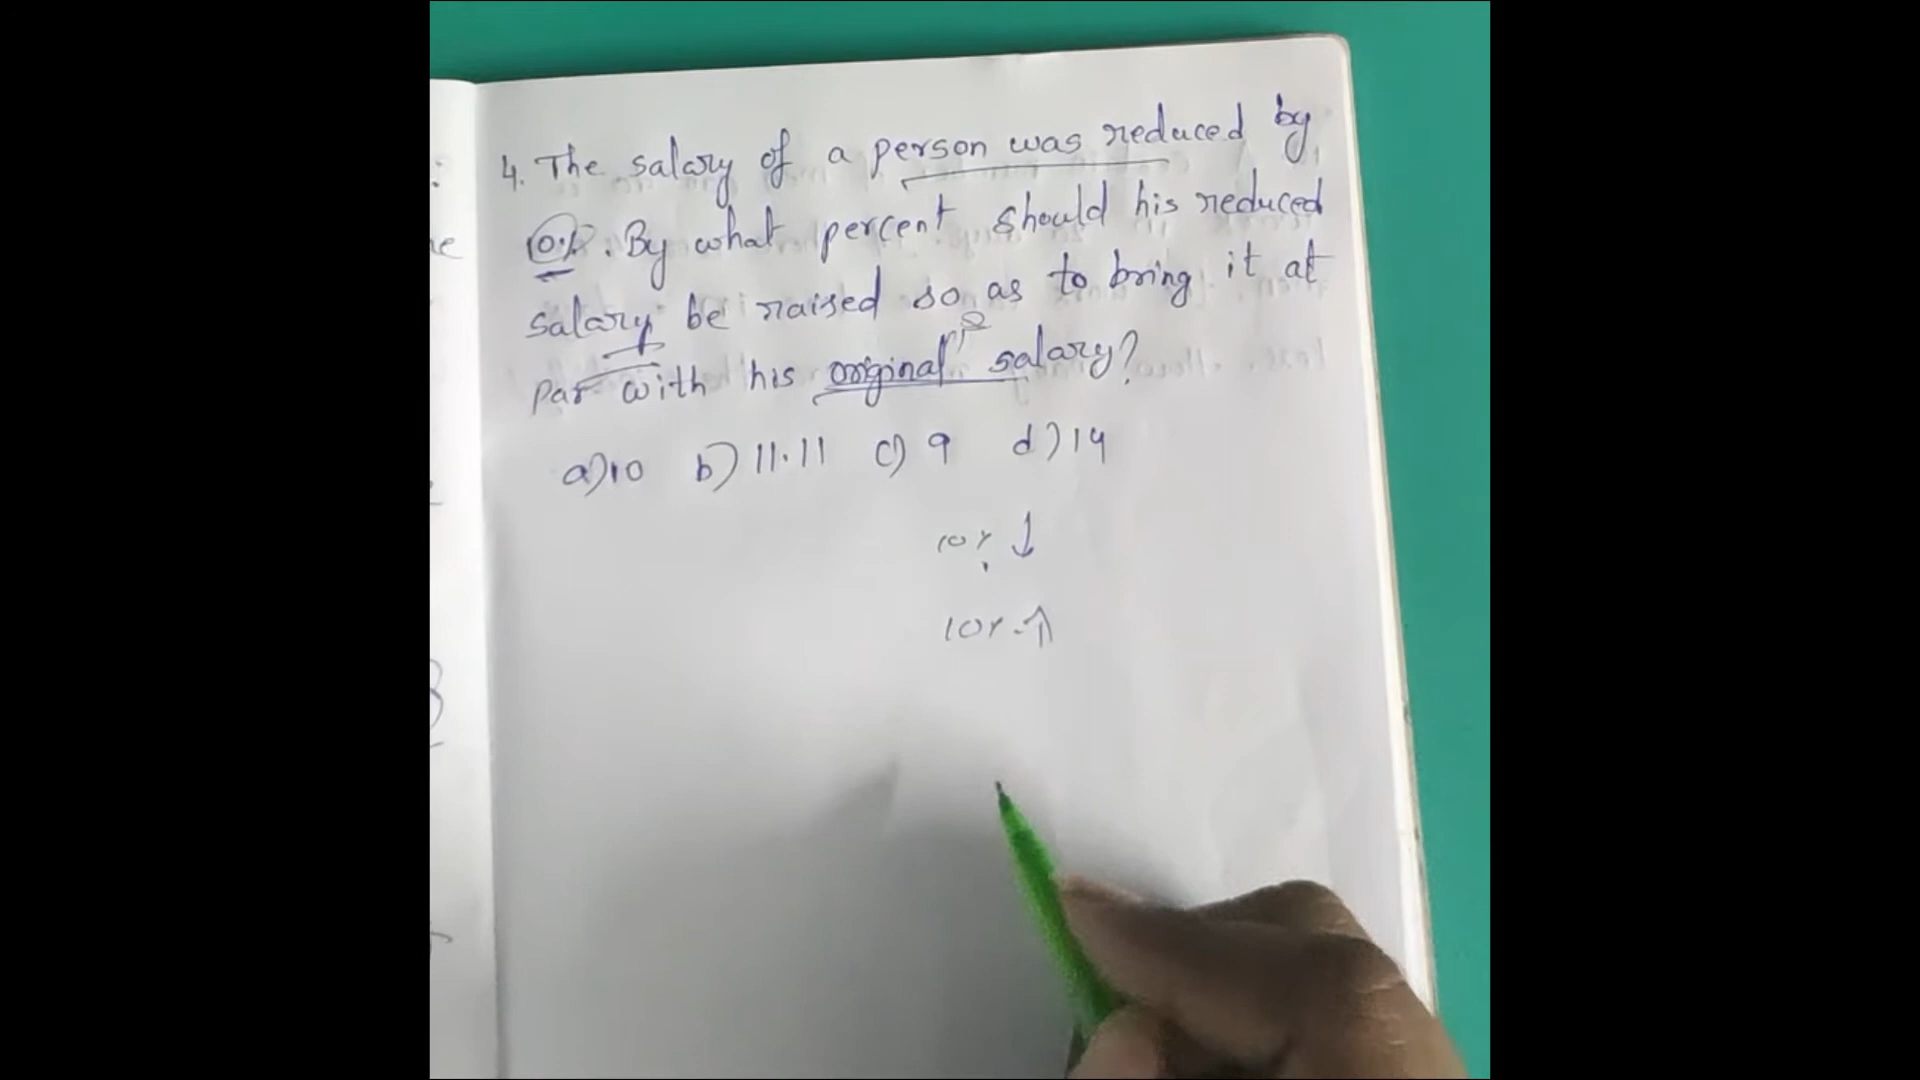 4. The salary of a person was reduced by
10%. By what percent should his reduced
salary be raised so as to bring it at
par with his original salary?
a) 10 b) 11.11 c) 9 d) 14
10% ↓
10% ↑